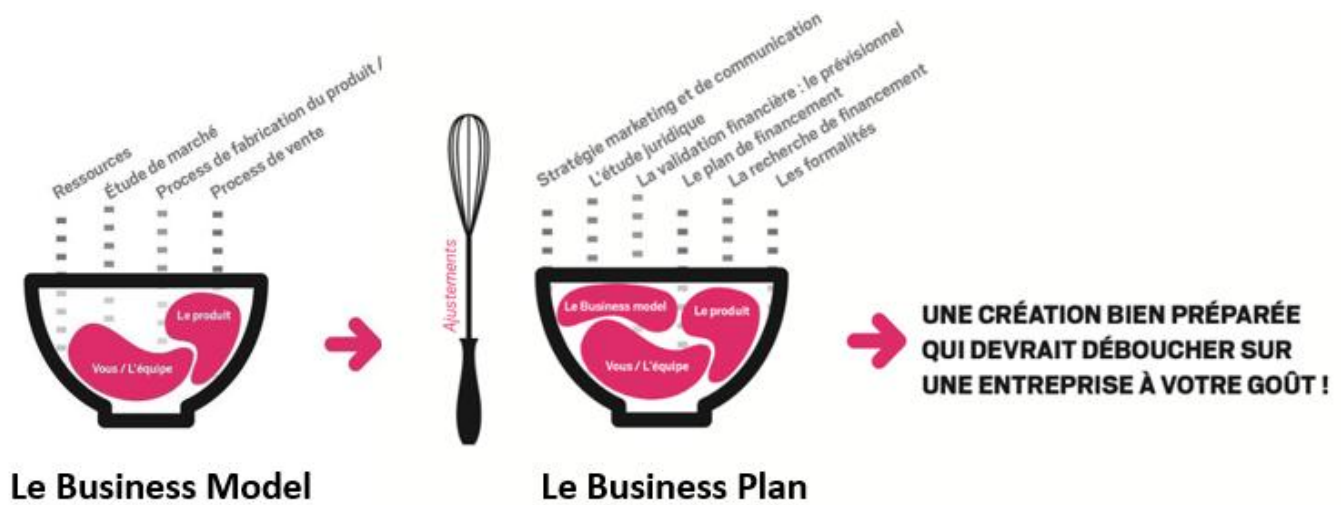 Ressources
Étude de marché
Process de fabrication du produit /
Process de vente
Le produit
Vous / L'équipe
Le Business Model
Ajustements
Stratégie marketing et de communication
L'étude juridique
La validation financière : le prévisionnel
Le plan de financement
La recherche de financement
Les formalités
Le Business model
Le produit
Vous / L'équipe
Le Business Plan
UNE CRÉATION BIEN PRÉPARÉE
QUI DEVRAIT DÉBOUCHER SUR
UNE ENTREPRISE À VOTRE GOÛT !